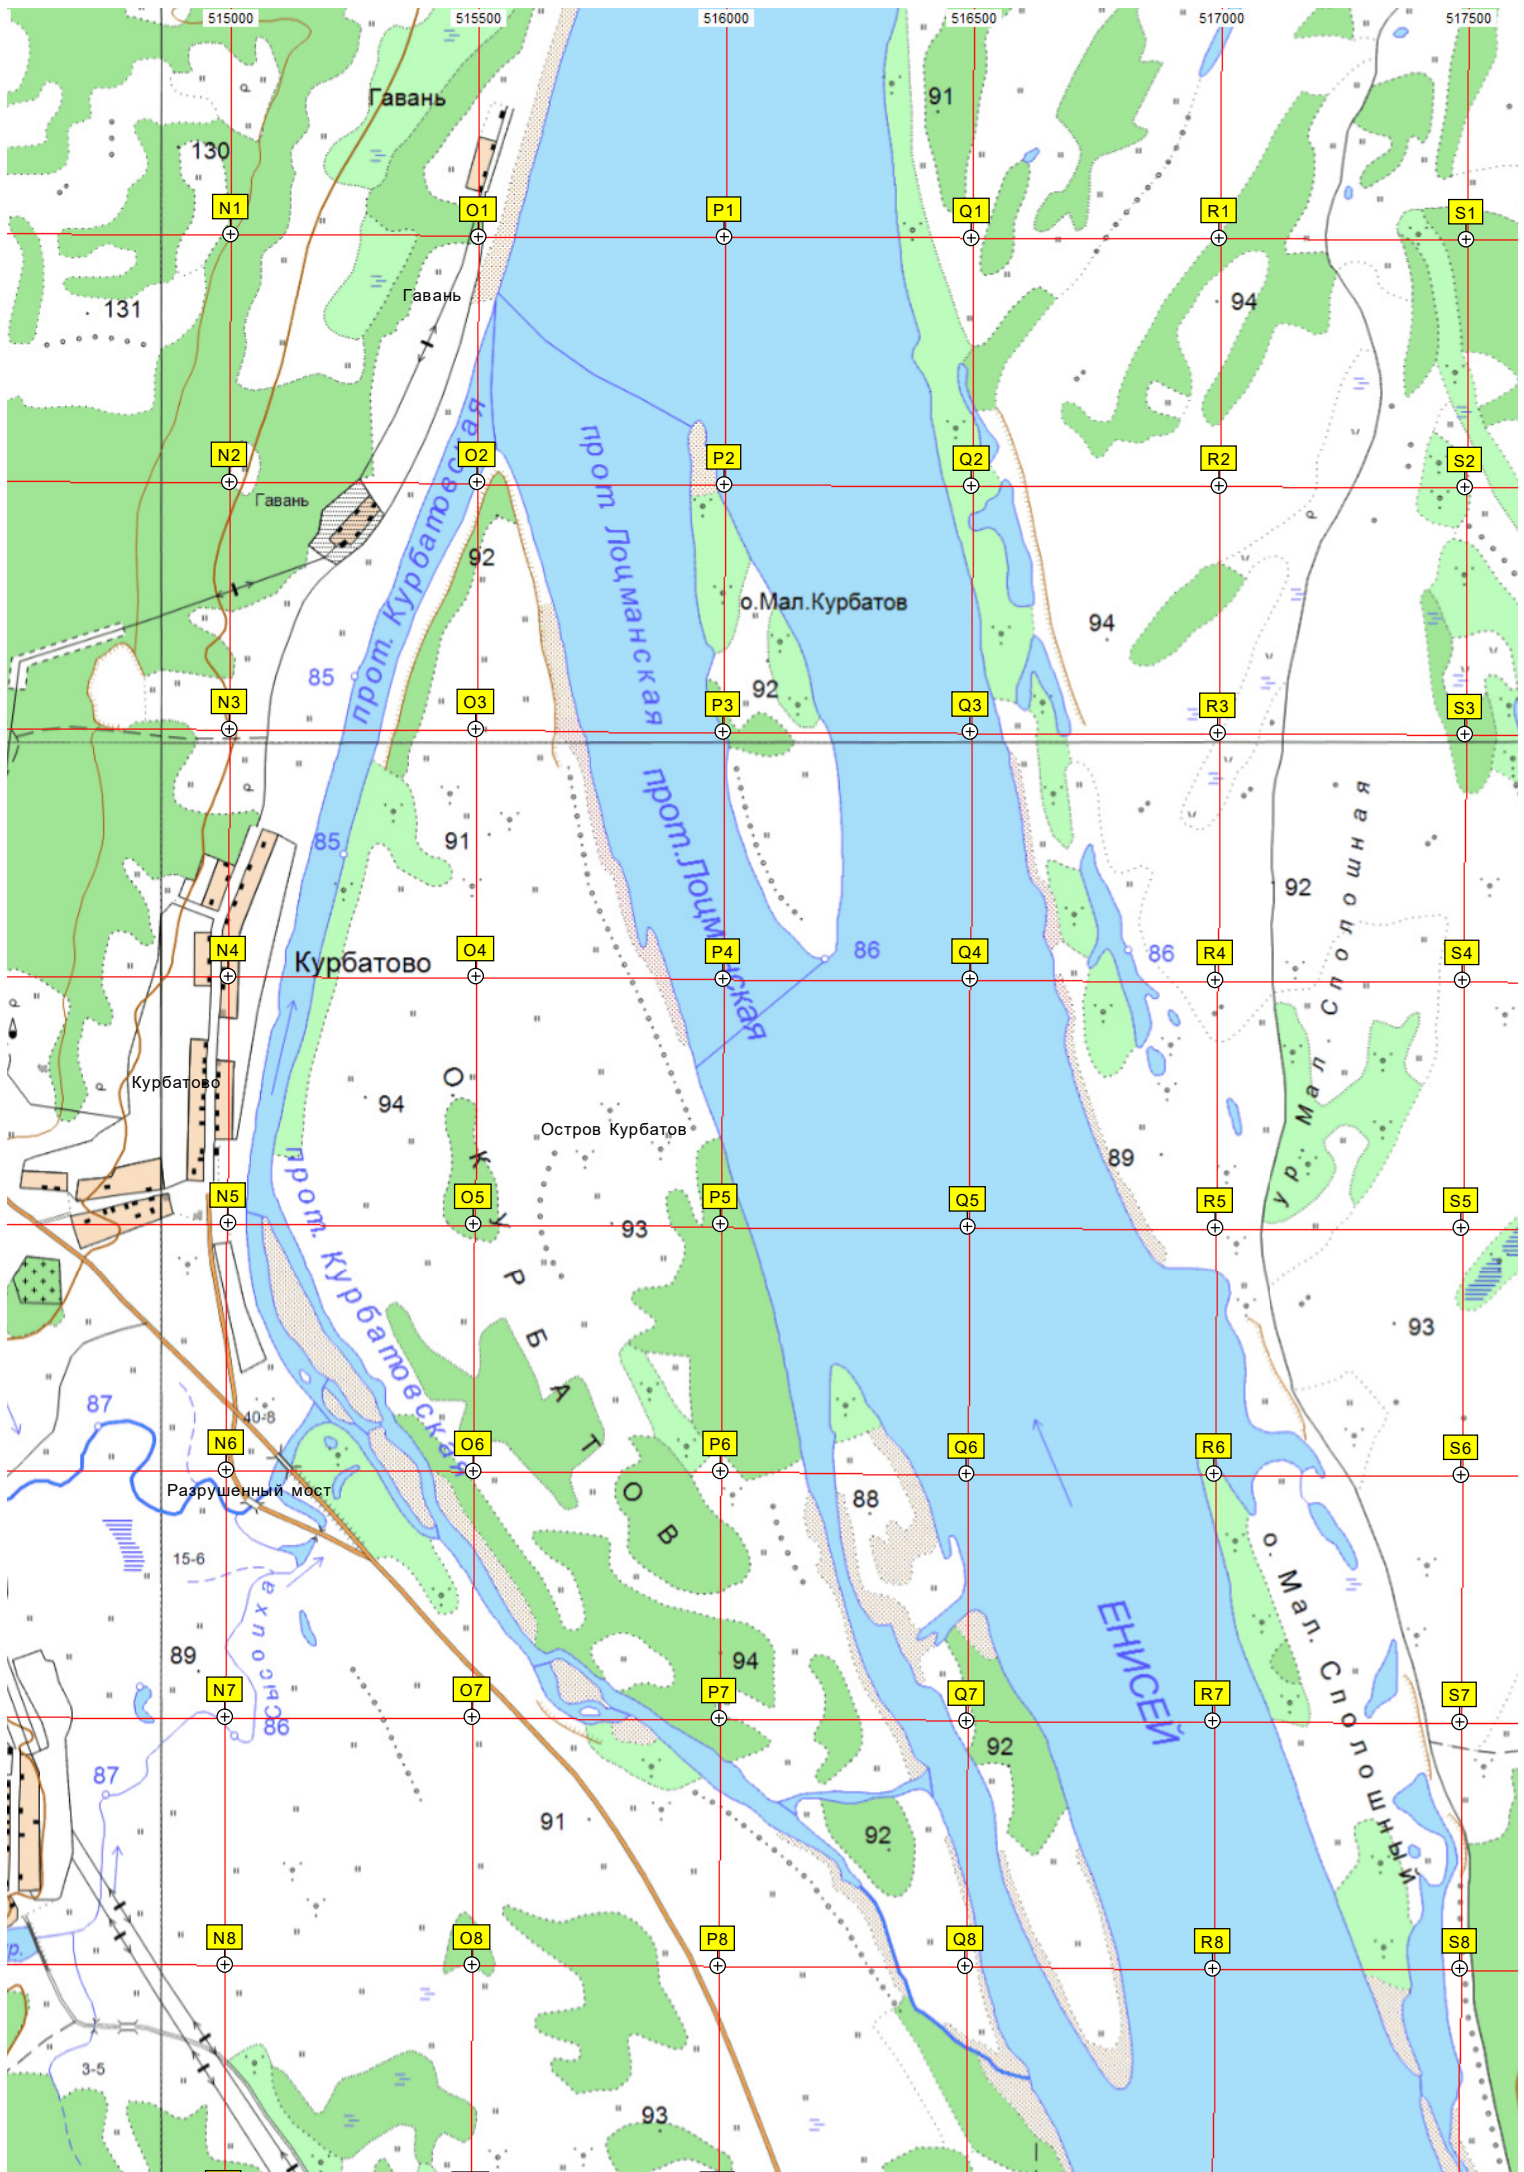 515000 515500 516000 516500 517000 517500
Гавань
91
130
N1 O1 P1 Q1 R1 S1
131
Гавань
94
прот. Курбатовская
прот Лоцманская
N2 O2 P2 Q2 R2 S2
Гавань
92
о.Мал.Курбатов
94
85
92
N3 O3 P3 Q3 R3 S3
прот.Лоцманская
85
91
92
ур. Мал. Сполошная
N4 O4 P4 Q4 R4 S4
Курбатово
86
86
Курбатово
94
О. КУРБАТОВ
Остров Курбатов
89
прот. Курбатовская
N5 O5 P5 Q5 R5 S5
93
93
87
40-8
N6 O6 P6 Q6 R6 S6
Разрушенный мост
88
15-6
Сысоиха
ЕНИСЕЙ
о. Мал. Сполошный
89
94
N7 O7 P7 Q7 R7 S7
86
92
87
91
92
N8 O8 P8 Q8 R8 S8
р.
3-5
93